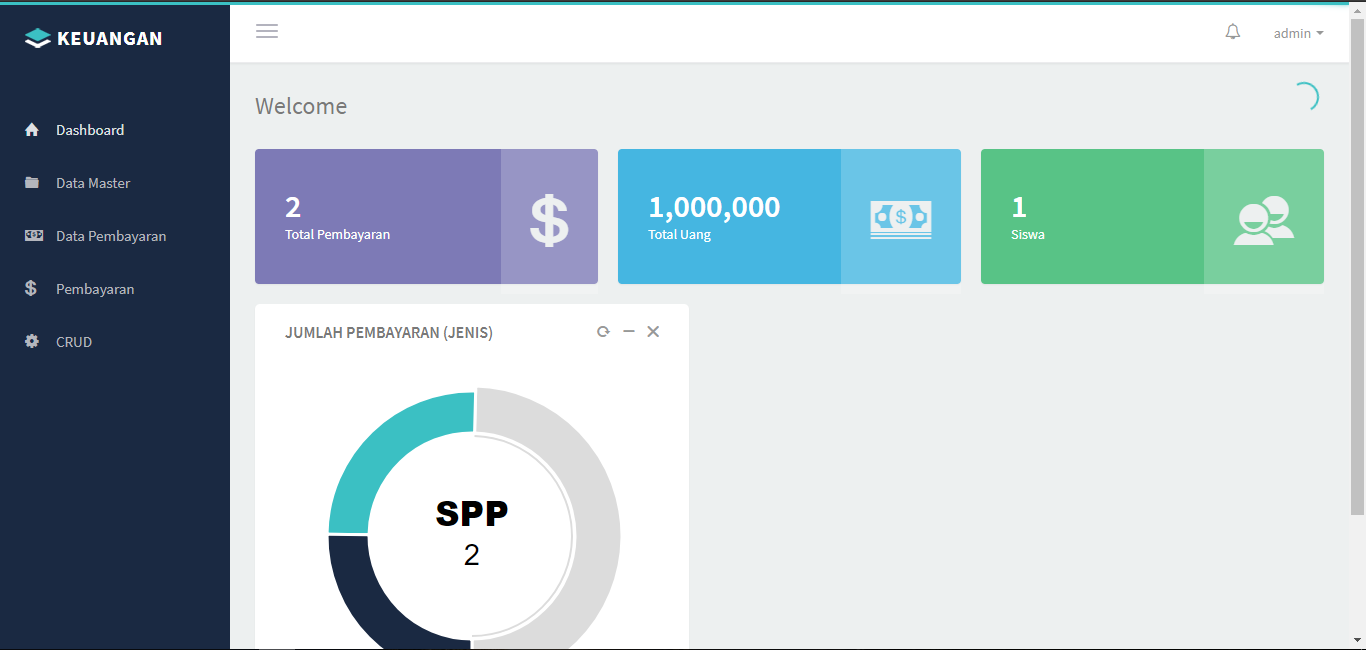 KEUANGAN
admin
Dashboard
Data Master
Data Pembayaran
Pembayaran
CRUD
Welcome
2
Total Pembayaran
$
1,000,000
Total Uang
$
1
Siswa
JUMLAH PEMBAYARAN (JENIS)
SPP
2